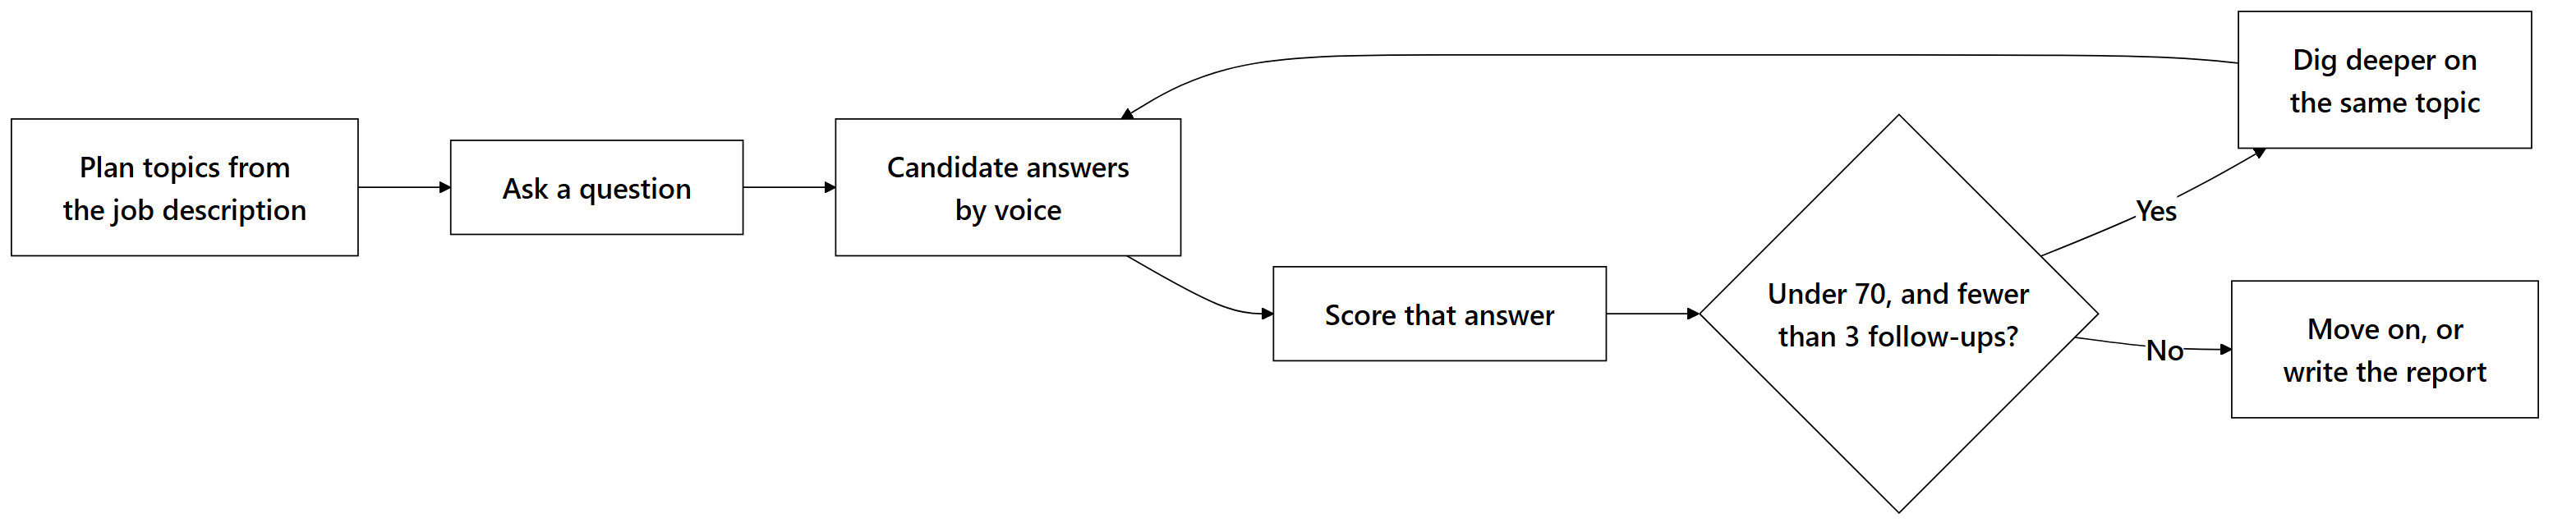 Plan topics from
the job description
Ask a question
Candidate answers
by voice
Score that answer
Under 70, and fewer
than 3 follow-ups?
Yes
Dig deeper on
the same topic
No
Move on, or
write the report